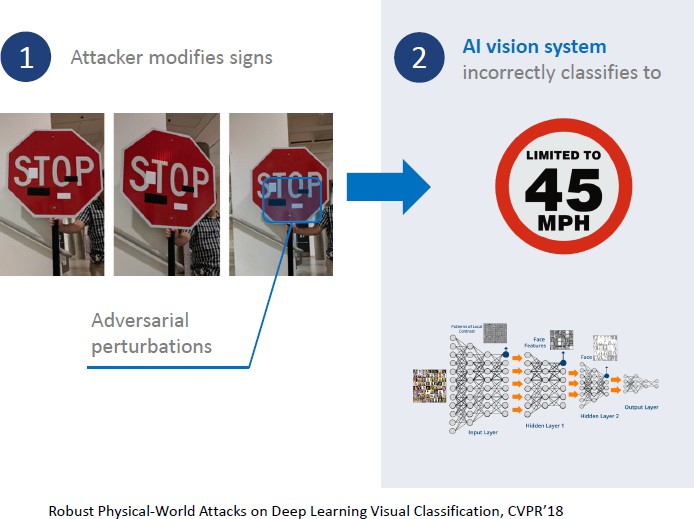 1
Attacker modifies signs
2
AI vision system
incorrectly classifies to
STOP
STOP
STOP
LIMITED TO
45
MPH
Adversarial
perturbations
Patterns of Local
Contrast
Face
Features
Face
Input Layer
Hidden Layer 1
Hidden Layer 2
Output Layer
Robust Physical-World Attacks on Deep Learning Visual Classification, CVPR'18